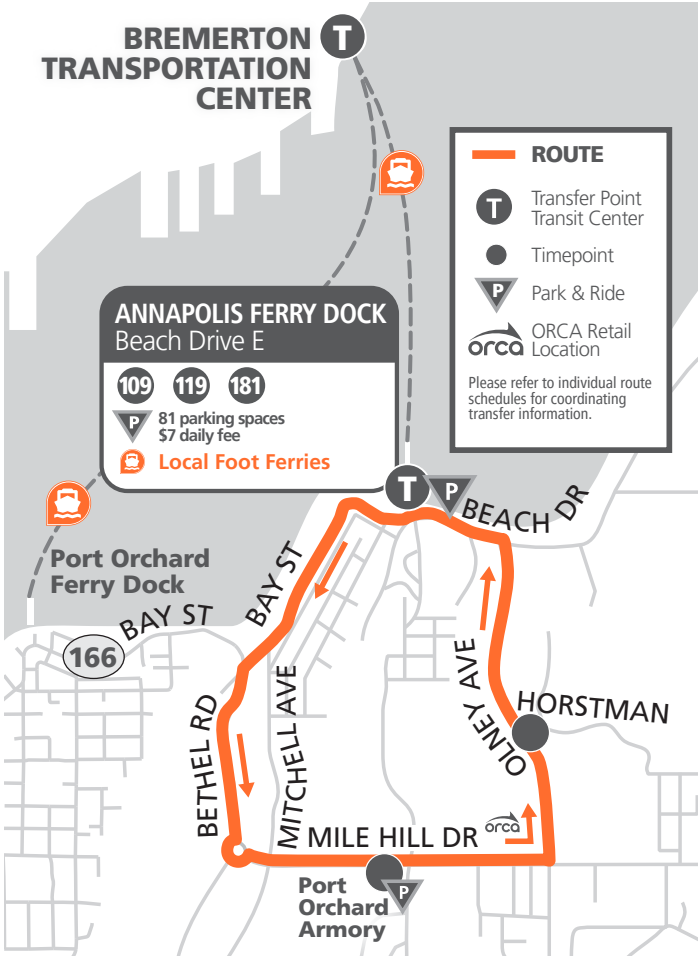 BREMERTON
TRANSPORTATION
CENTER
T
ROUTE
T
Transfer Point
Transit Center
Timepoint
P
Park & Ride
orca
ORCA Retail
Location
Please refer to individual route
schedules for coordinating
transfer information.
ANNAPOLIS FERRY DOCK
Beach Drive E
109 119 181
P
81 parking spaces
$7 daily fee
Local Foot Ferries
T
P
BEACH DR
Port Orchard
Ferry Dock
BAY ST
BAY ST
166
BETHEL RD
MITCHELL AVE
OLNEY AVE
HORSTMAN
MILE HILL DR
orca
Port
Orchard
Armory
P